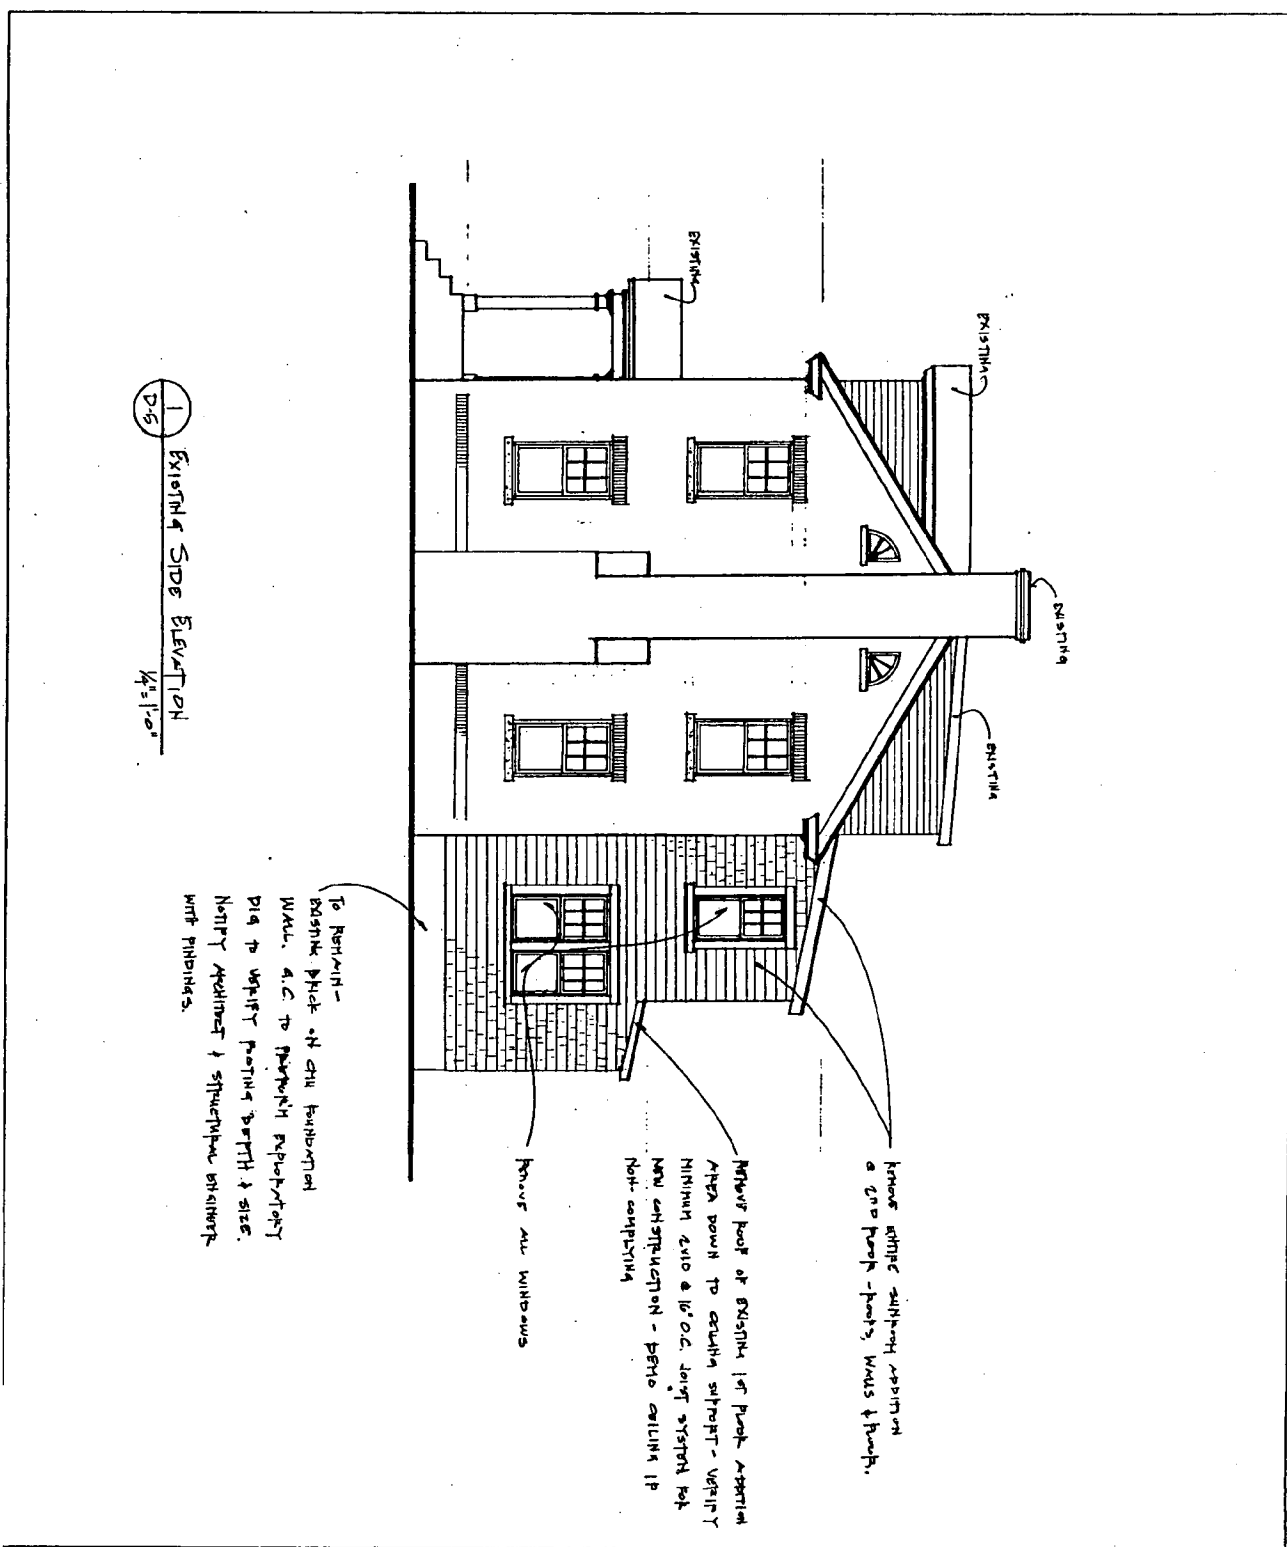 EXISTING
EXISTING
EXISTING
EXISTING
REMOVE ENTIRE SUNROOM ADDITION
@ 2ND FLOOR - ROOFS, WALLS & FLOOR.
REMOVE ROOF OF EXISTING 1ST FLOOR ADDITION
AREA DOWN TO CEILING SUPPORT - VERIFY
MINIMUM 2X10 @ 16" O.C. JOIST SYSTEM FOR
NEW CONSTRUCTION - DEMO CEILING IF
NON-COMPLYING
REMOVE ALL WINDOWS
TO REMAIN -
EXISTING BRICK ON CMU FOUNDATION
WALL. G.C. TO PERFORM EXPLORATORY
DIG TO VERIFY FOOTING DEPTH & SIZE.
NOTIFY ARCHITECT & STRUCTURAL ENGINEER
WITH FINDINGS.
1
D-5
EXISTING SIDE ELEVATION
1/4" = 1'-0"